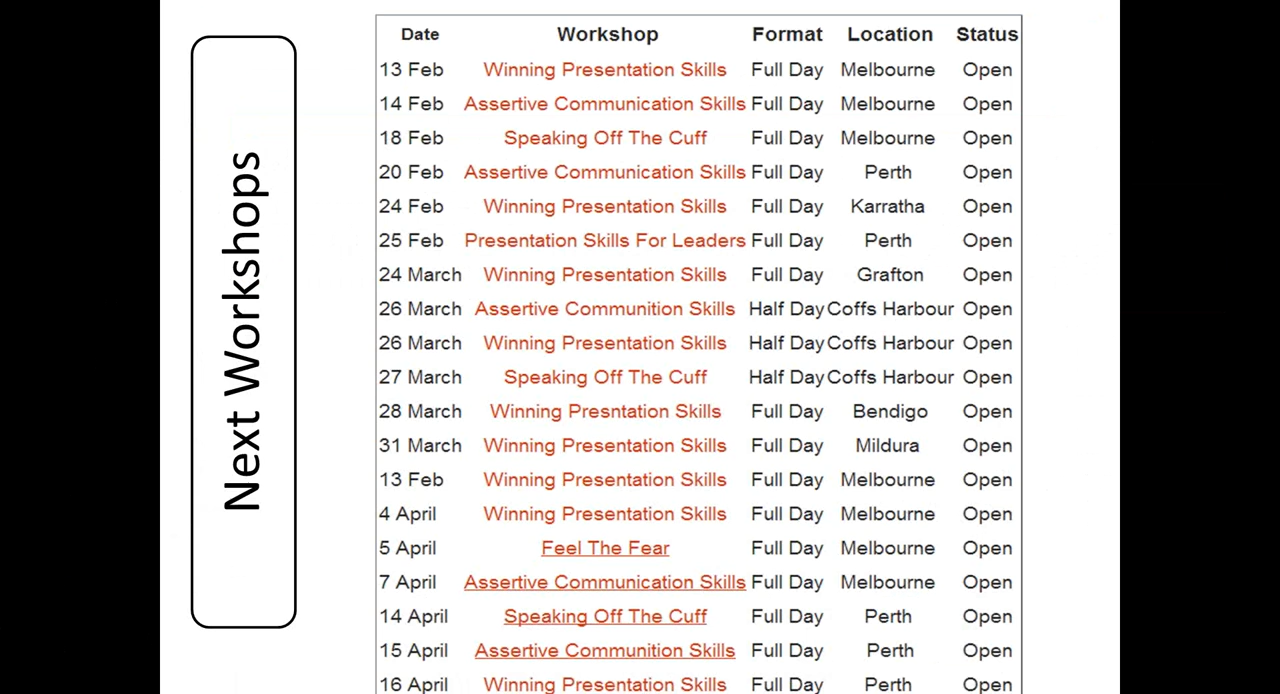 Next Workshops
Date Workshop Format Location Status
13 Feb Winning Presentation Skills Full Day Melbourne Open
14 Feb Assertive Communication Skills Full Day Melbourne Open
18 Feb Speaking Off The Cuff Full Day Melbourne Open
20 Feb Assertive Communication Skills Full Day Perth Open
24 Feb Winning Presentation Skills Full Day Karratha Open
25 Feb Presentation Skills For Leaders Full Day Perth Open
24 March Winning Presentation Skills Full Day Grafton Open
26 March Assertive Communition Skills Half Day Coffs Harbour Open
26 March Winning Presentation Skills Half Day Coffs Harbour Open
27 March Speaking Off The Cuff Half Day Coffs Harbour Open
28 March Winning Presntation Skills Full Day Bendigo Open
31 March Winning Presentation Skills Full Day Mildura Open
13 Feb Winning Presentation Skills Full Day Melbourne Open
4 April Winning Presentation Skills Full Day Melbourne Open
5 April Feel The Fear Full Day Melbourne Open
7 April Assertive Communication Skills Full Day Melbourne Open
14 April Speaking Off The Cuff Full Day Perth Open
15 April Assertive Communition Skills Full Day Perth Open
16 April Winning Presentation Skills Full Day Perth Open